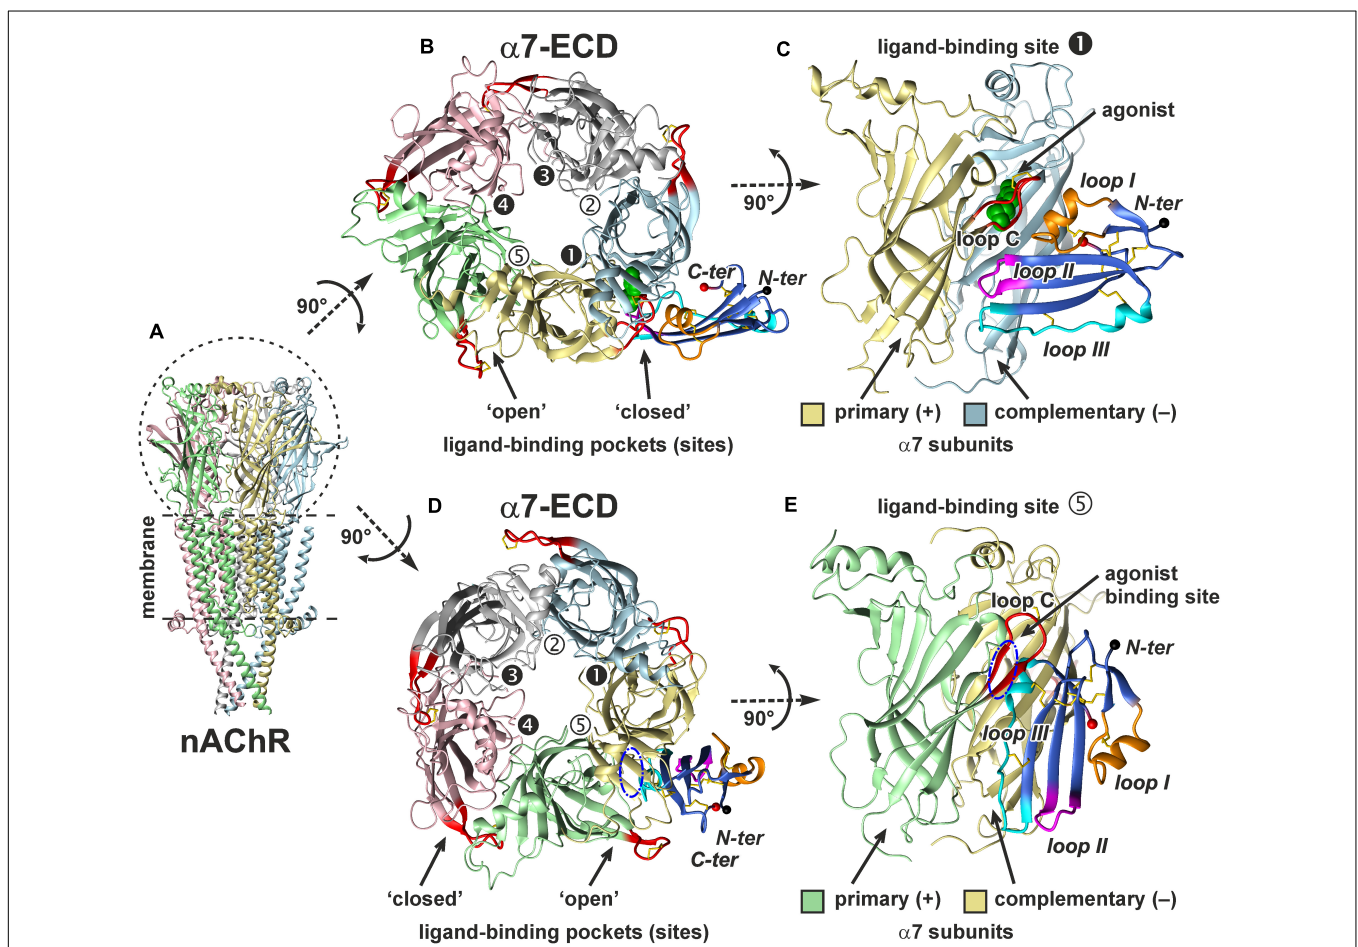 A
90°
90°
membrane
nAChR
B
α7-ECD
❹
❸
②
⑤
❶
C-ter
N-ter
'open'
'closed'
ligand-binding pockets (sites)
90°
C
ligand-binding site ❶
agonist
loop I
N-ter
loop C
loop II
loop III
primary (+)
complementary (–)
α7 subunits
D
α7-ECD
②
❸
❶
❹
⑤
N-ter
C-ter
'closed'
'open'
ligand-binding pockets (sites)
90°
E
ligand-binding site ⑤
agonist
binding site
loop C
N-ter
loop III
loop I
loop II
primary (+)
complementary (–)
α7 subunits